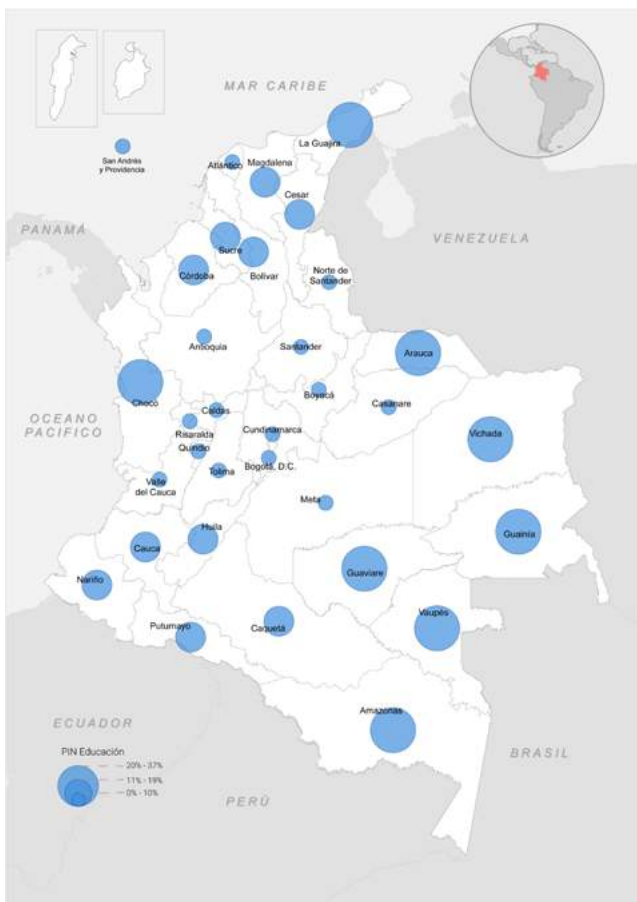 MAR CARIBE
La Guajira
San Andrés
y Providencia
Atlántico
Magdalena
Cesar
PANAMÁ
VENEZUELA
Sucre
Córdoba
Bolívar
Norte de
Santander
Antioquia
Santander
Arauca
Boyacá
Chocó
Casanare
Caldas
OCEANO
PACIFICO
Risaralda
Cundinamarca
Vichada
Quindío
Bogotá, D.C.
Tolima
Valle
del Cauca
Meta
Huila
Guainía
Cauca
Guaviare
Nariño
Vaupés
Putumayo
Caquetá
Amazonas
ECUADOR
PIN Educación
20% - 37%
11% - 19%
0% - 10%
BRASIL
PERÚ